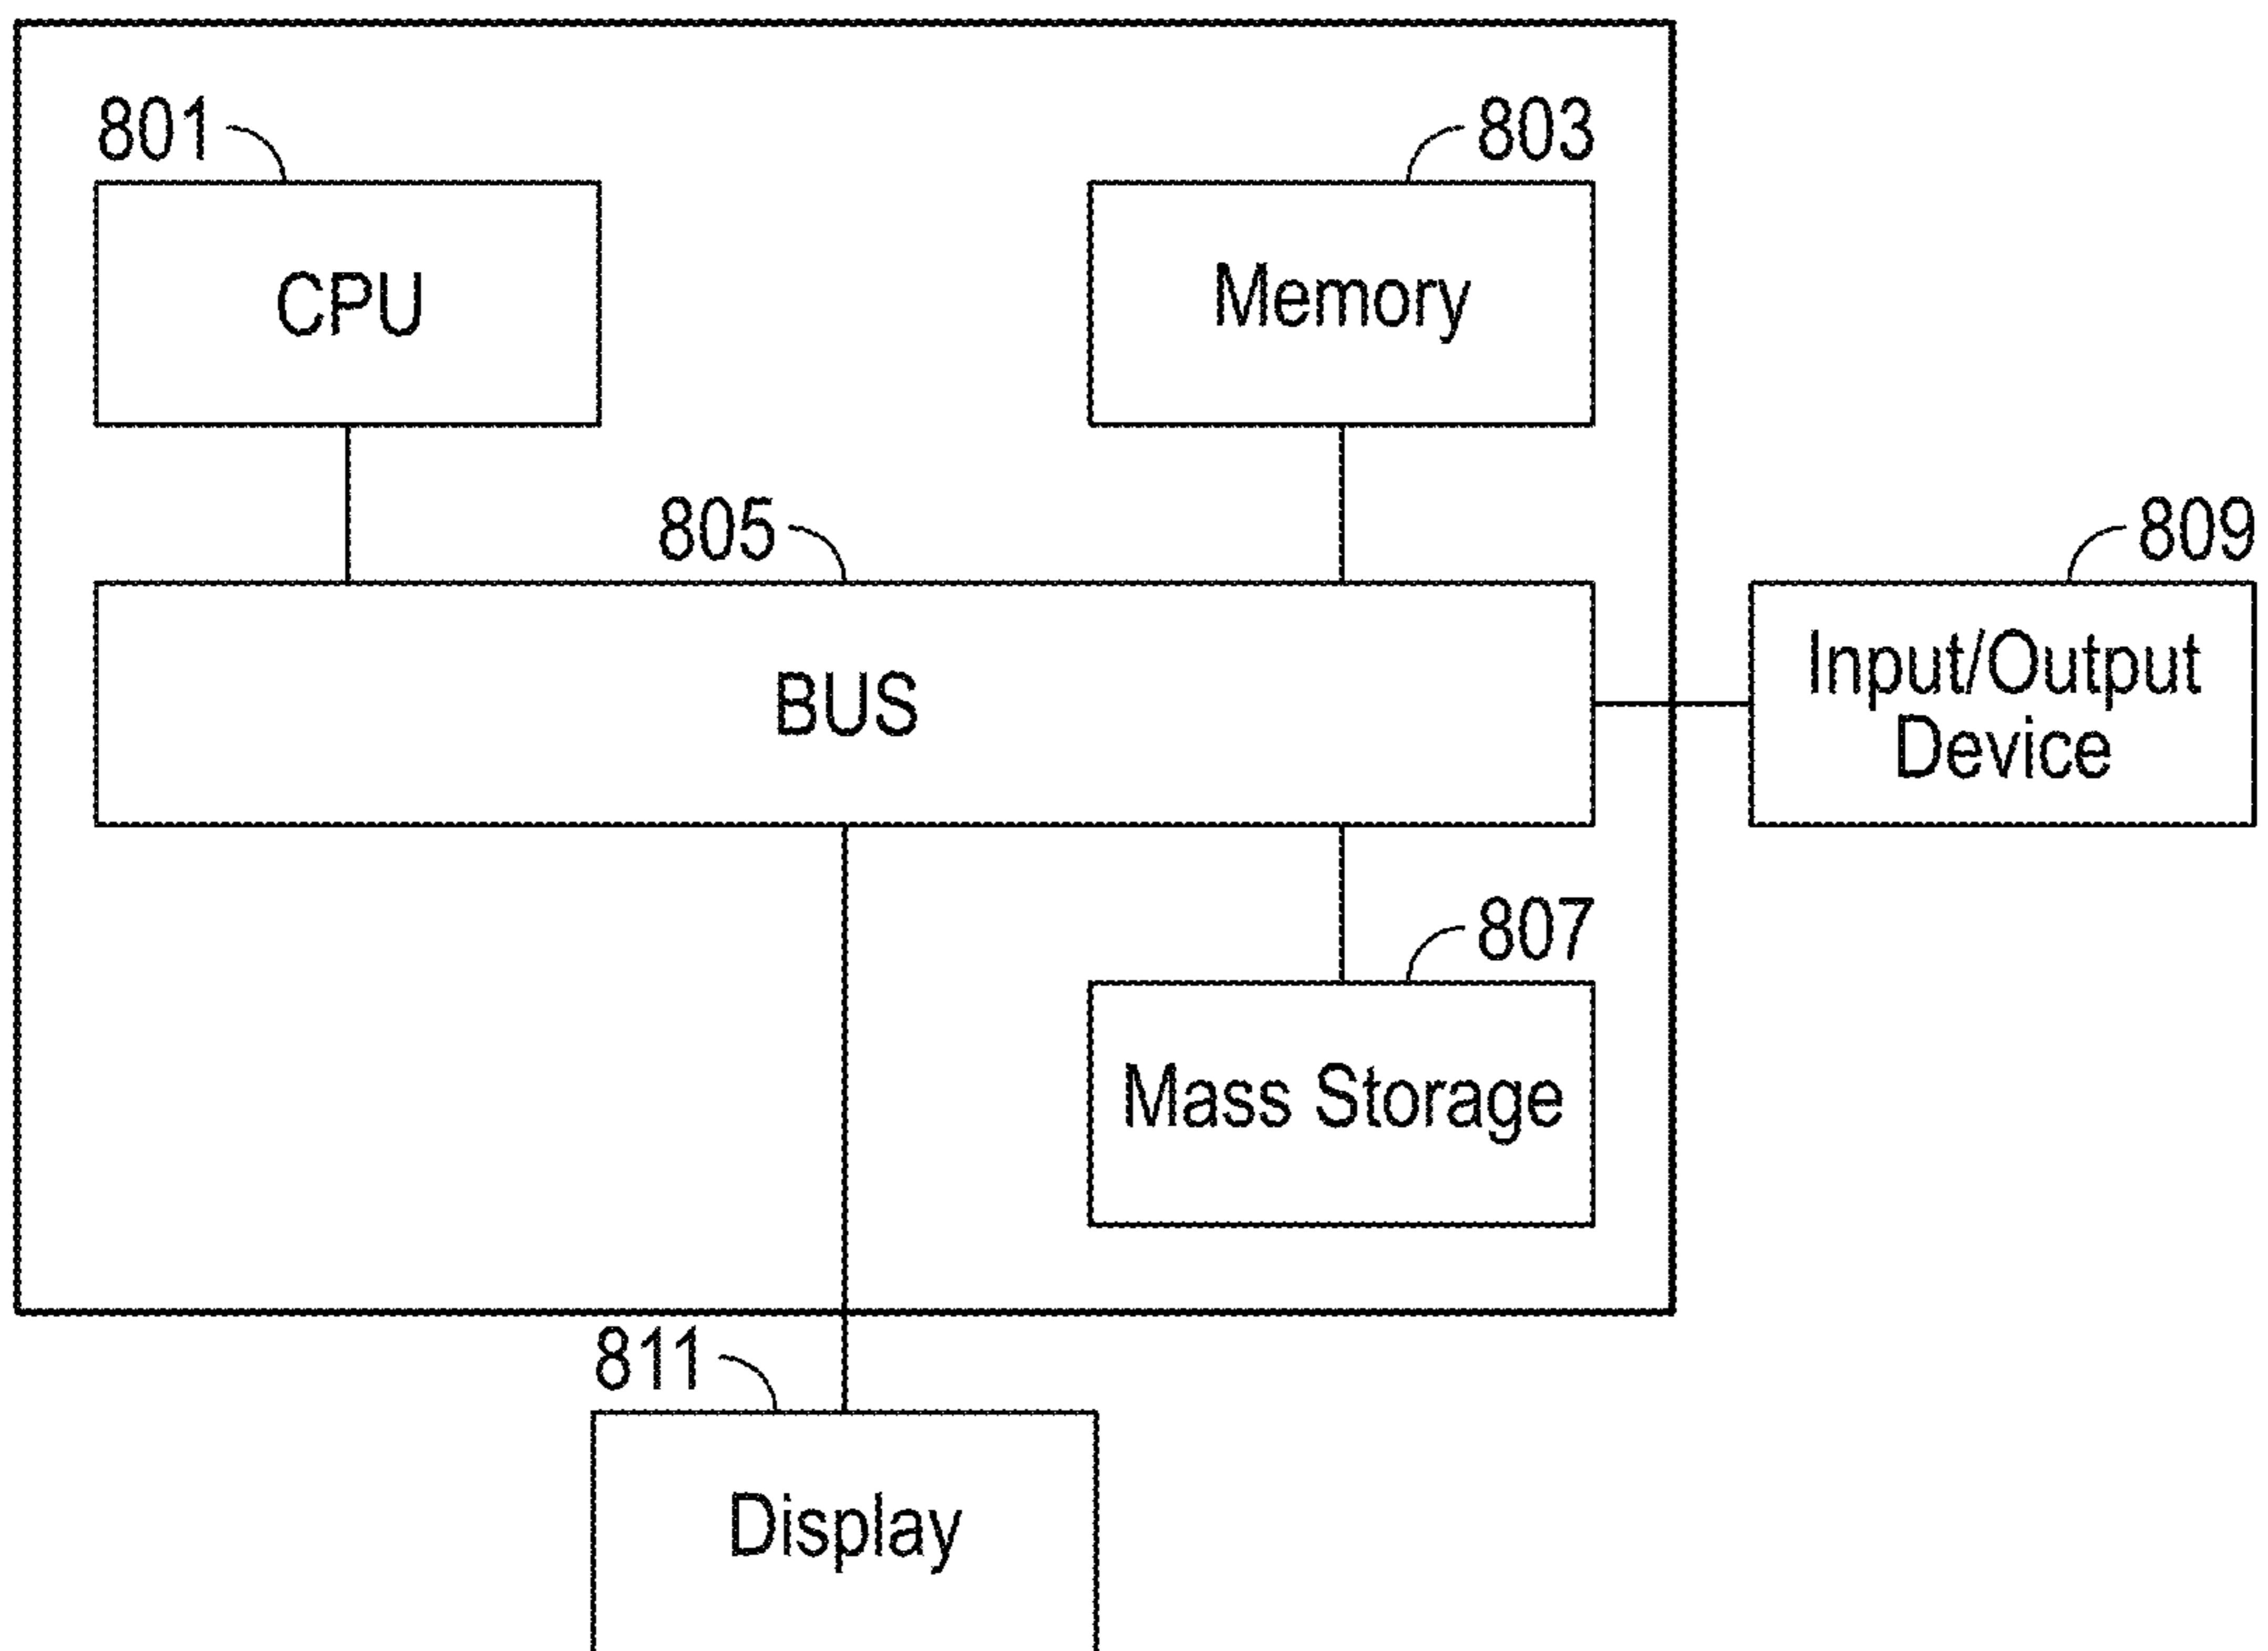 801
803
CPU
Memory
805
809
BUS
Input/Output
Device
807
Mass Storage
811
Display